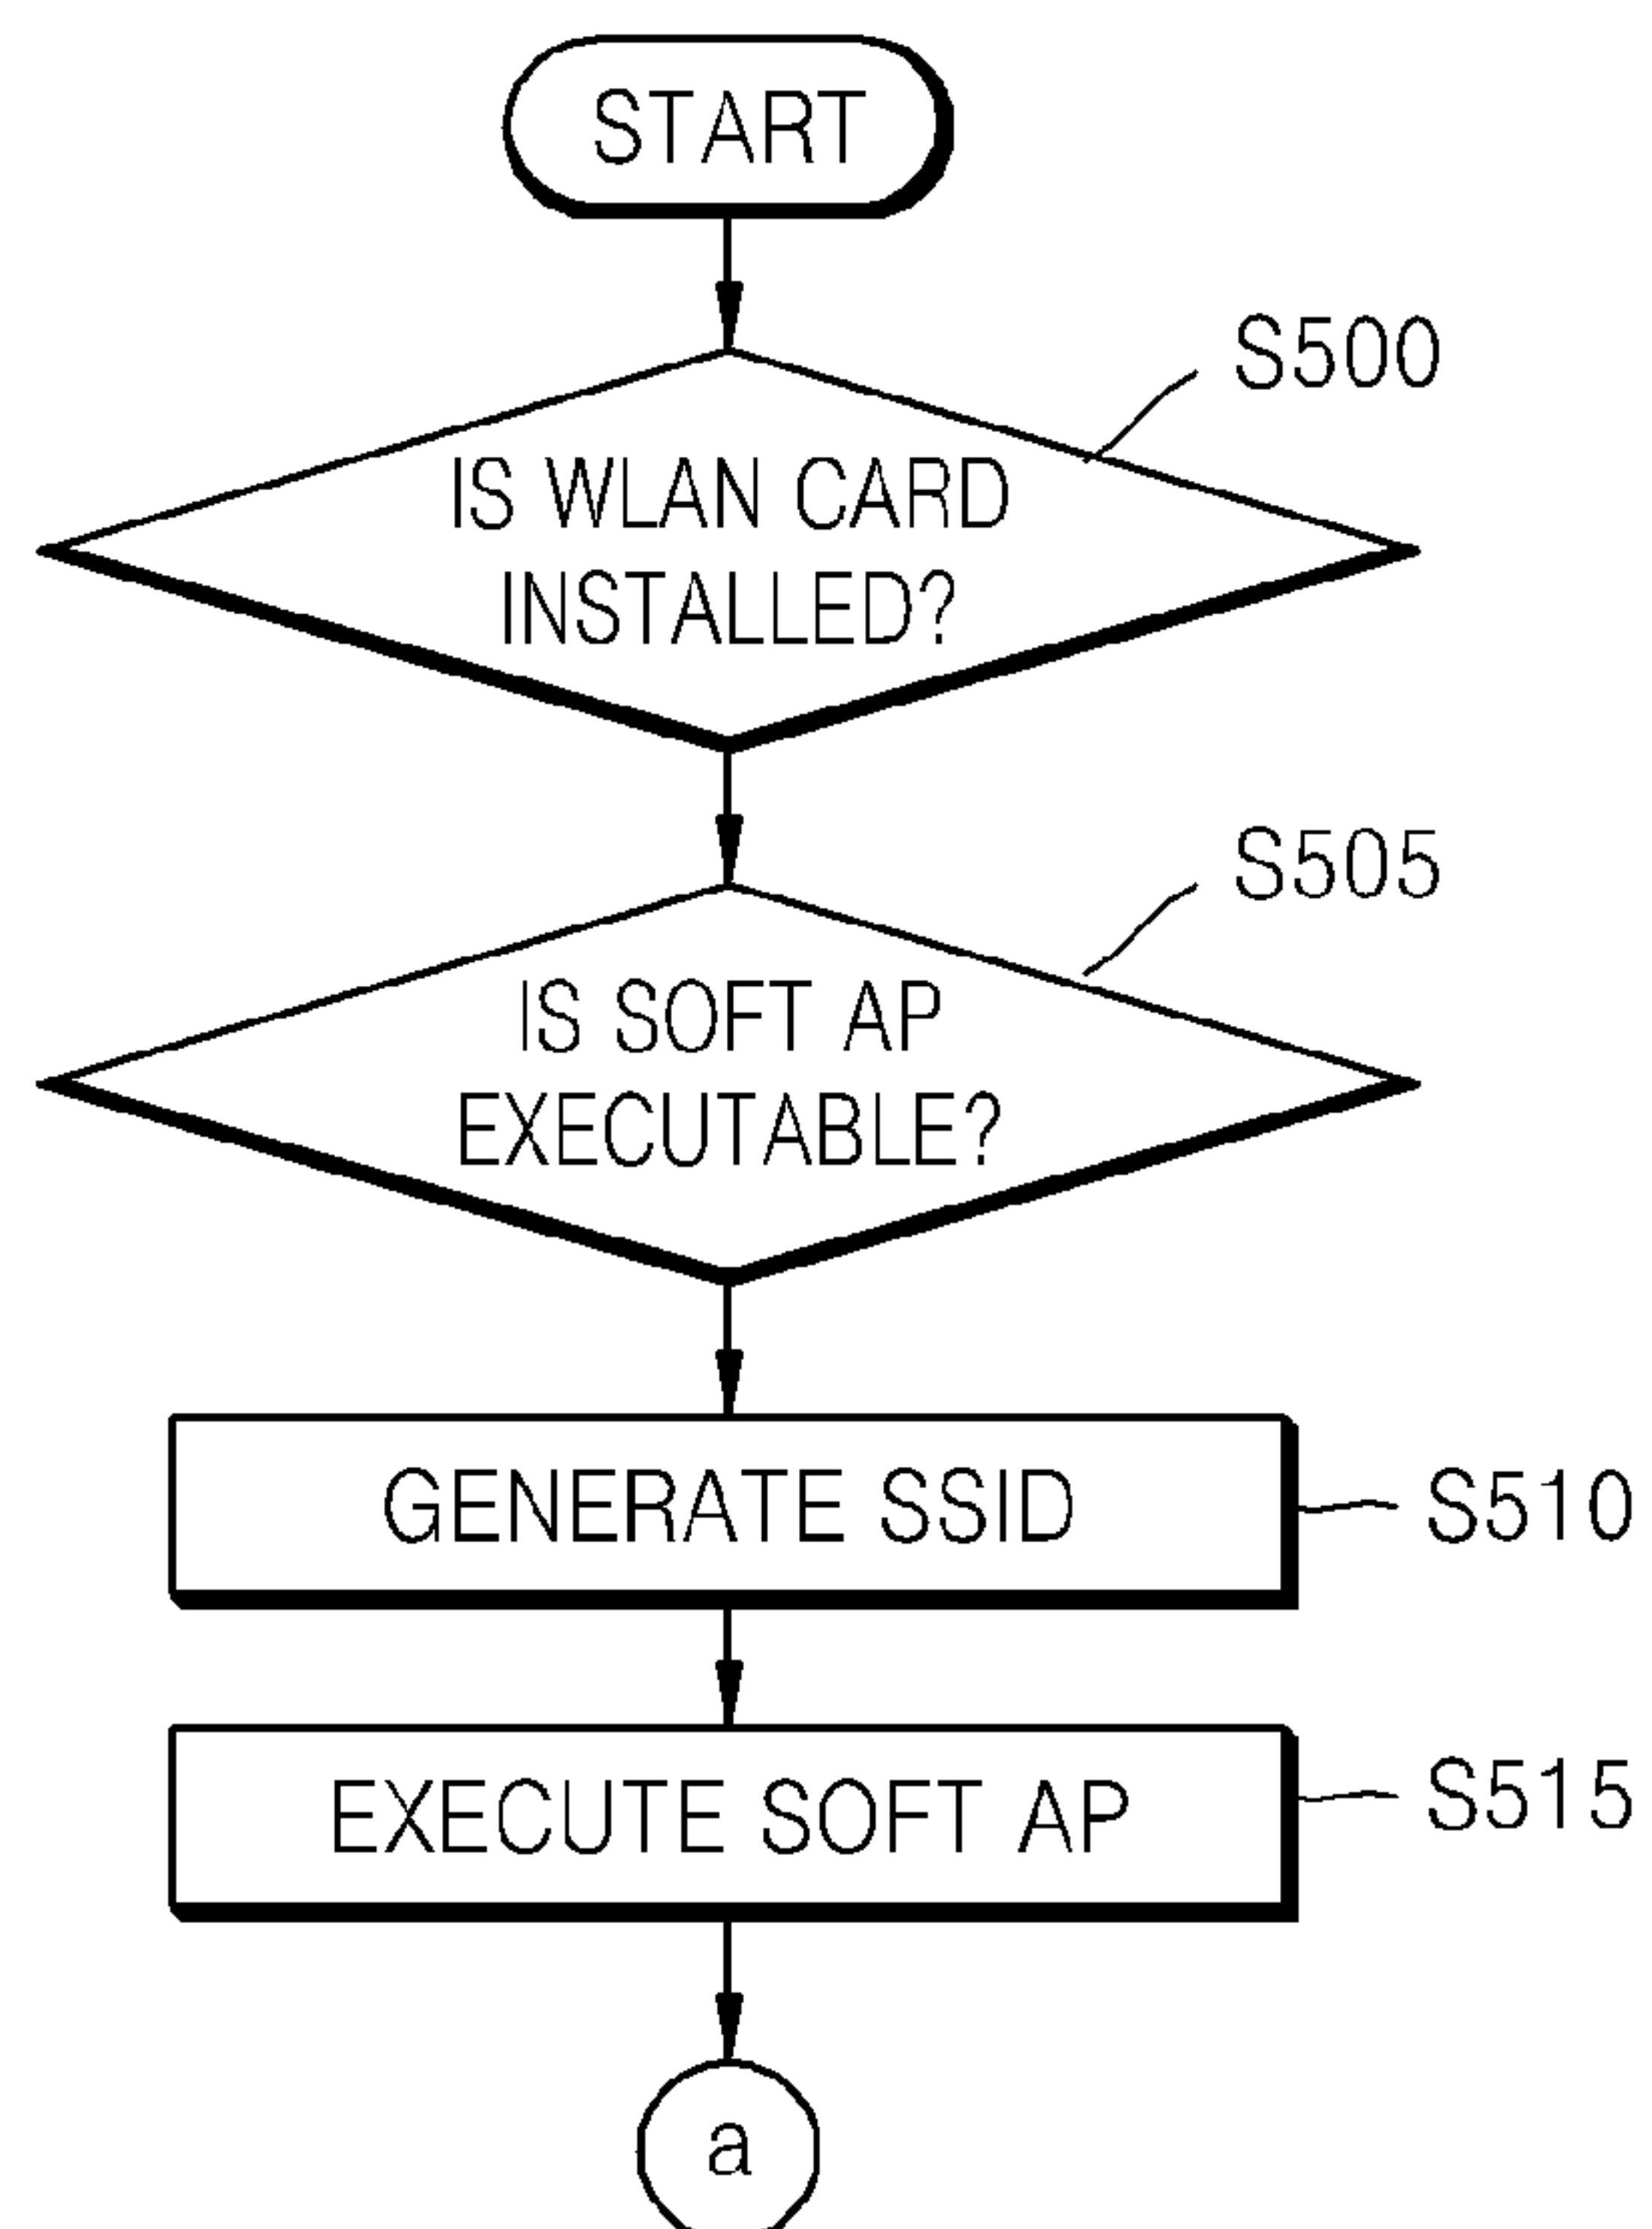 START
S500
IS WLAN CARD
INSTALLED?
S505
IS SOFT AP
EXECUTABLE?
GENERATE SSID
S510
EXECUTE SOFT AP
S515
a